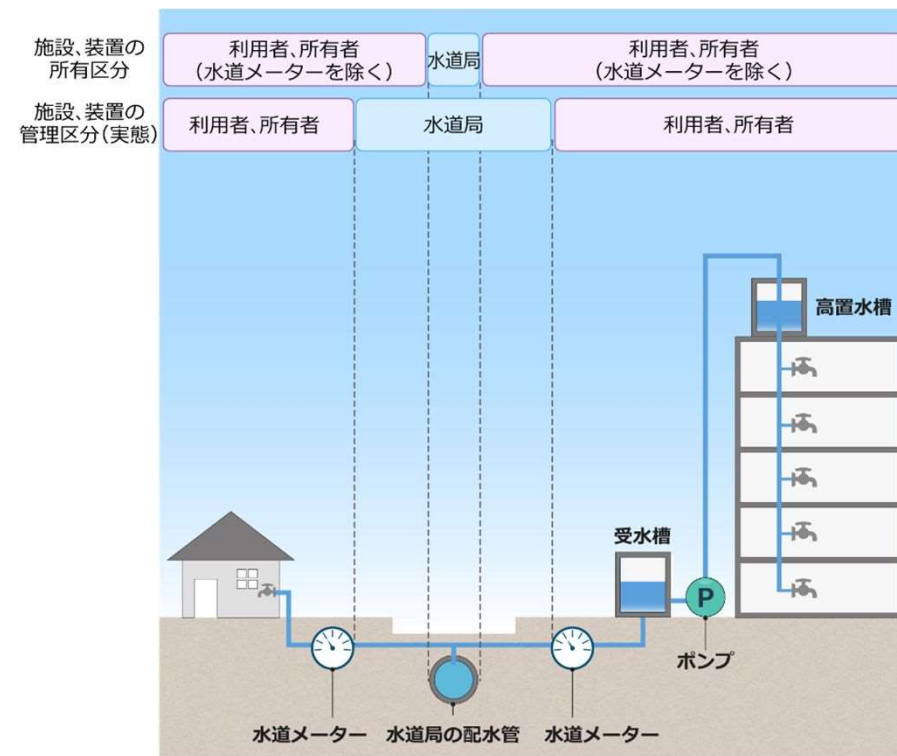 施設、装置の
所有区分
利用者、所有者
(水道メーターを除く)
水道局
利用者、所有者
(水道メーターを除く)
施設、装置の
管理区分(実態)
利用者、所有者
水道局
利用者、所有者
高置水槽
受水槽
P
ポンプ
水道メーター
水道局の配水管
水道メーター